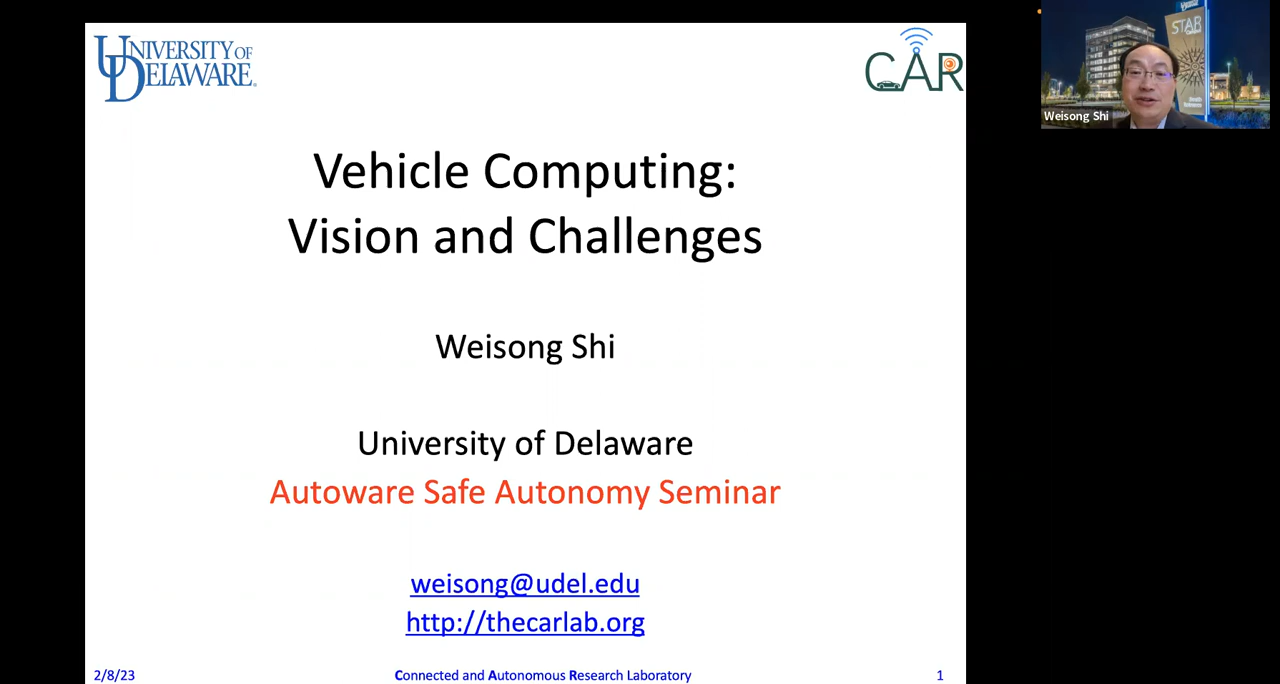 UNIVERSITY OF
DELAWARE
CAR
Vehicle Computing:
Vision and Challenges
Weisong Shi
University of Delaware
Autoware Safe Autonomy Seminar
weisong@udel.edu
http://thecarlab.org
2/8/23
Connected and Autonomous Research Laboratory
1
STAR
Weisong Shi